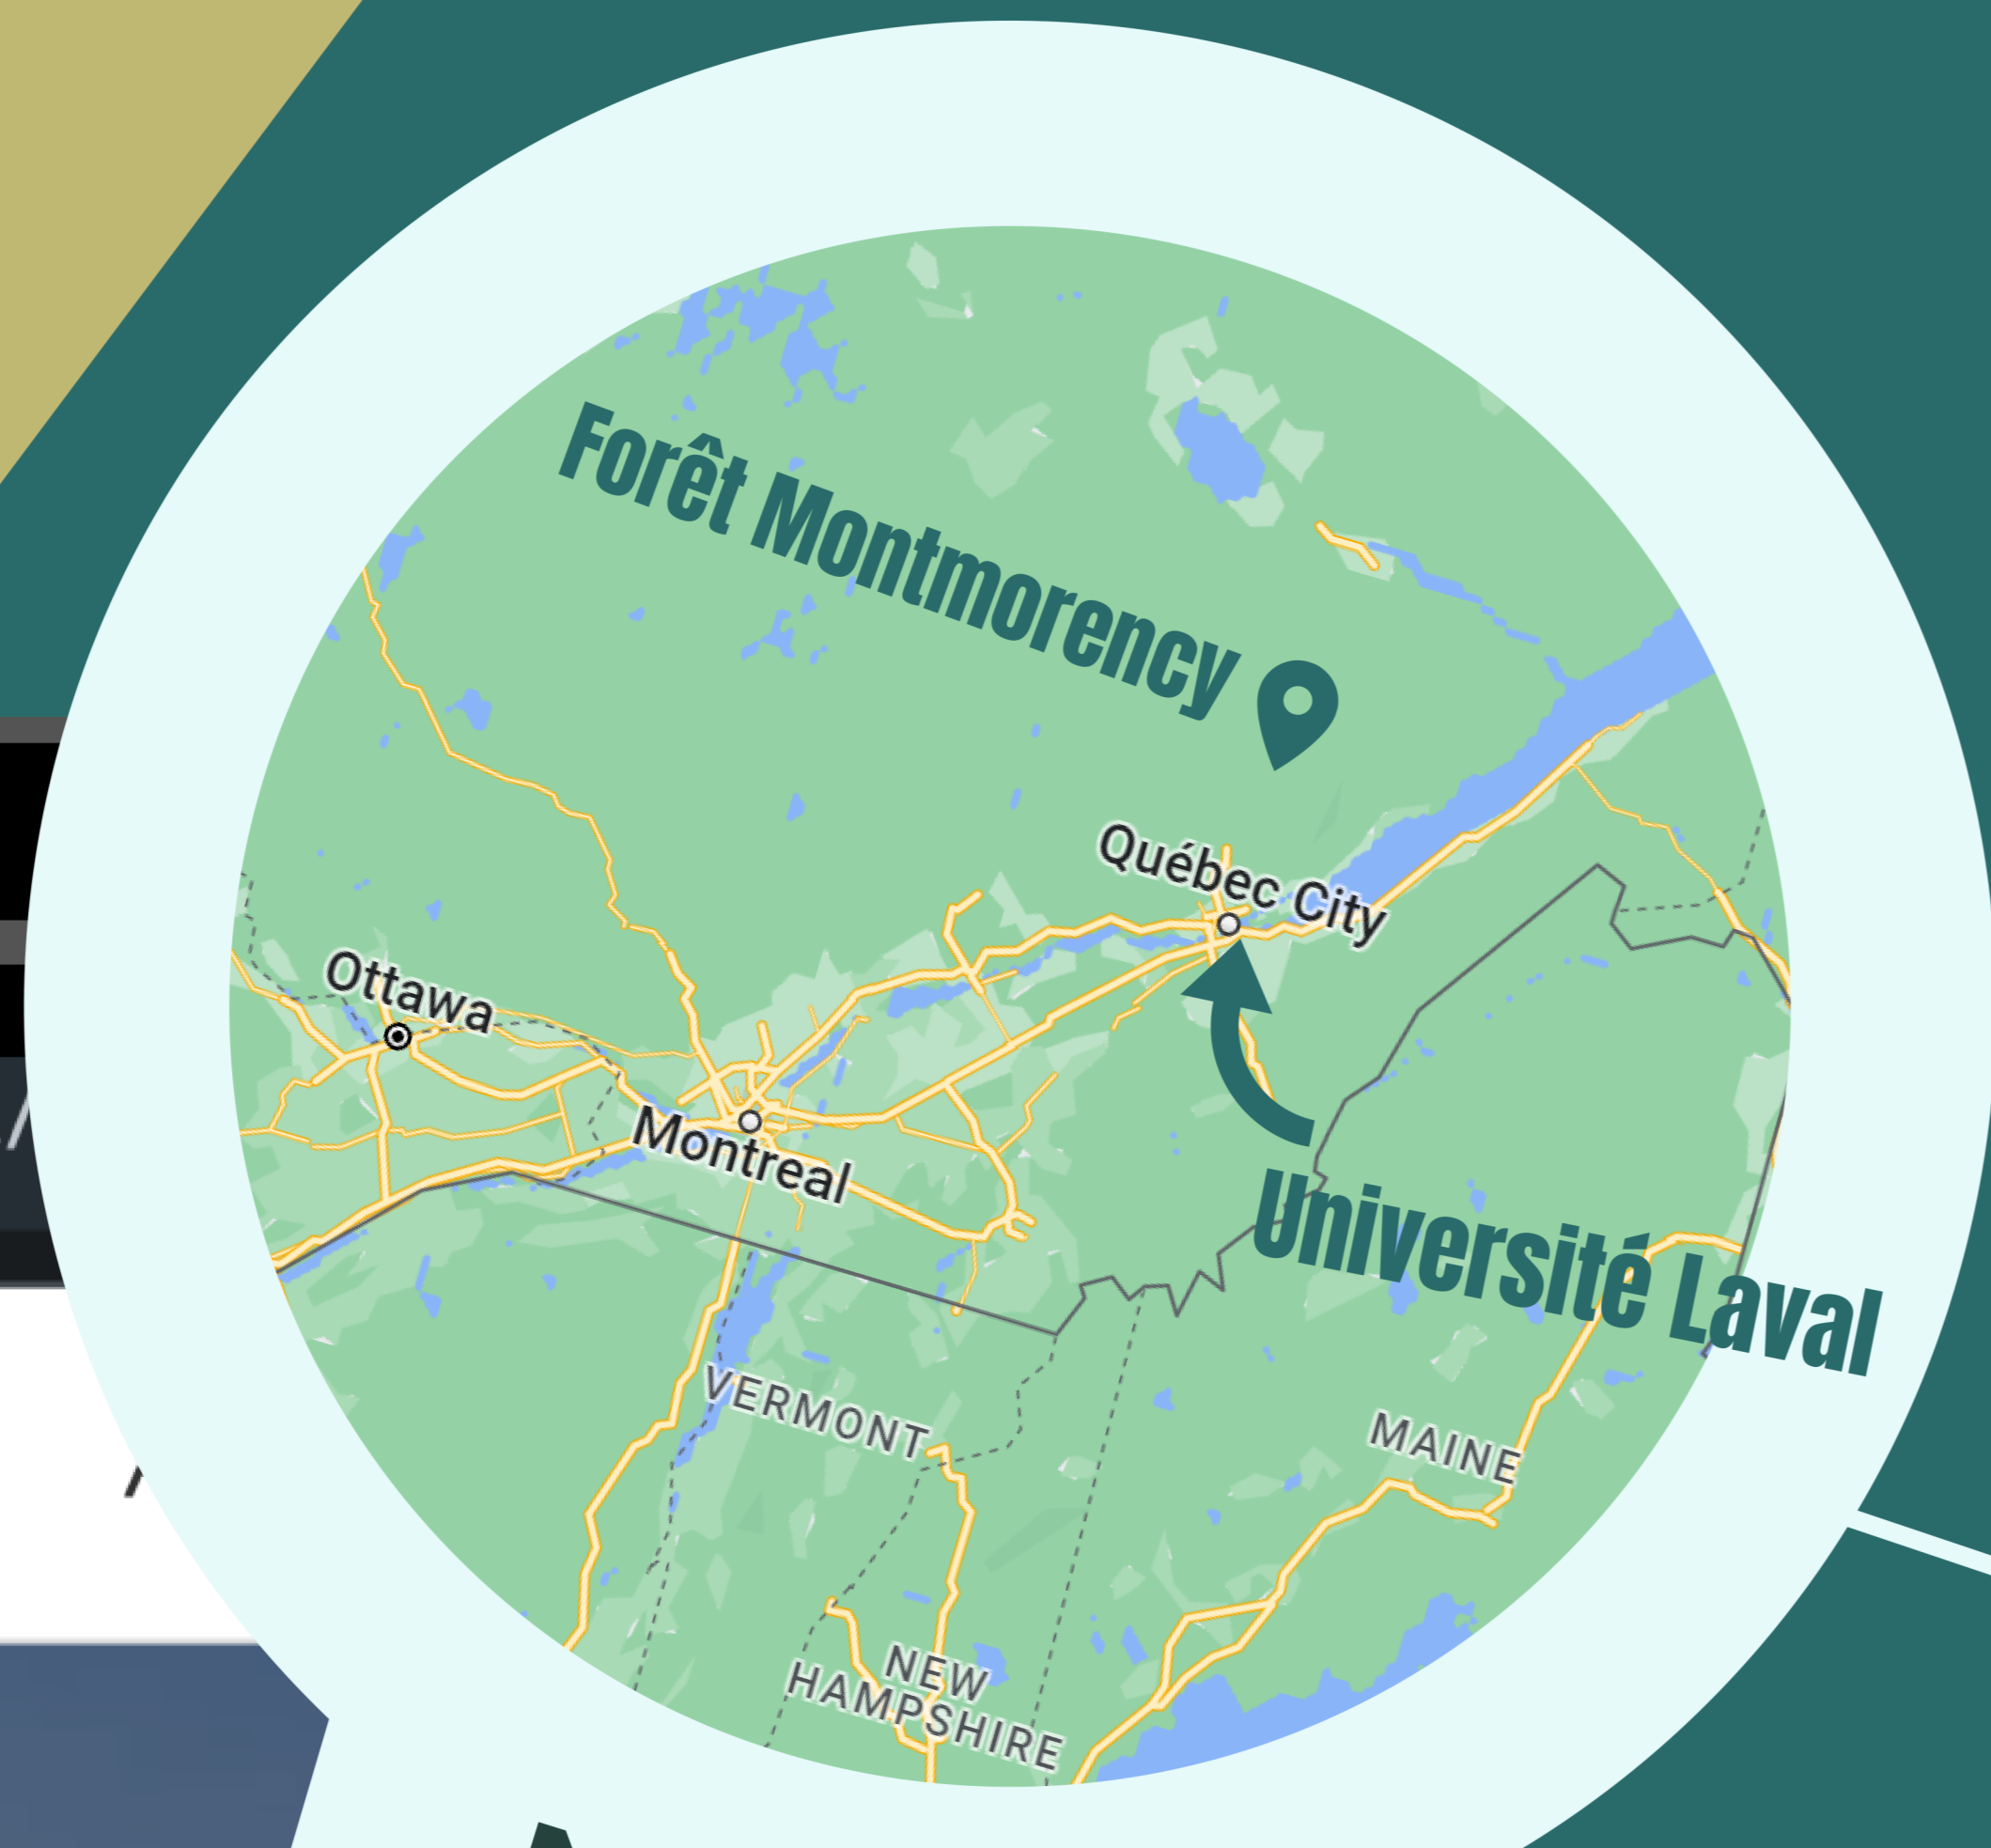 Forêt Montmorency
Québec City
Ottawa
Montreal
Université Laval
VERMONT
MAINE
NEW
HAMPSHIRE